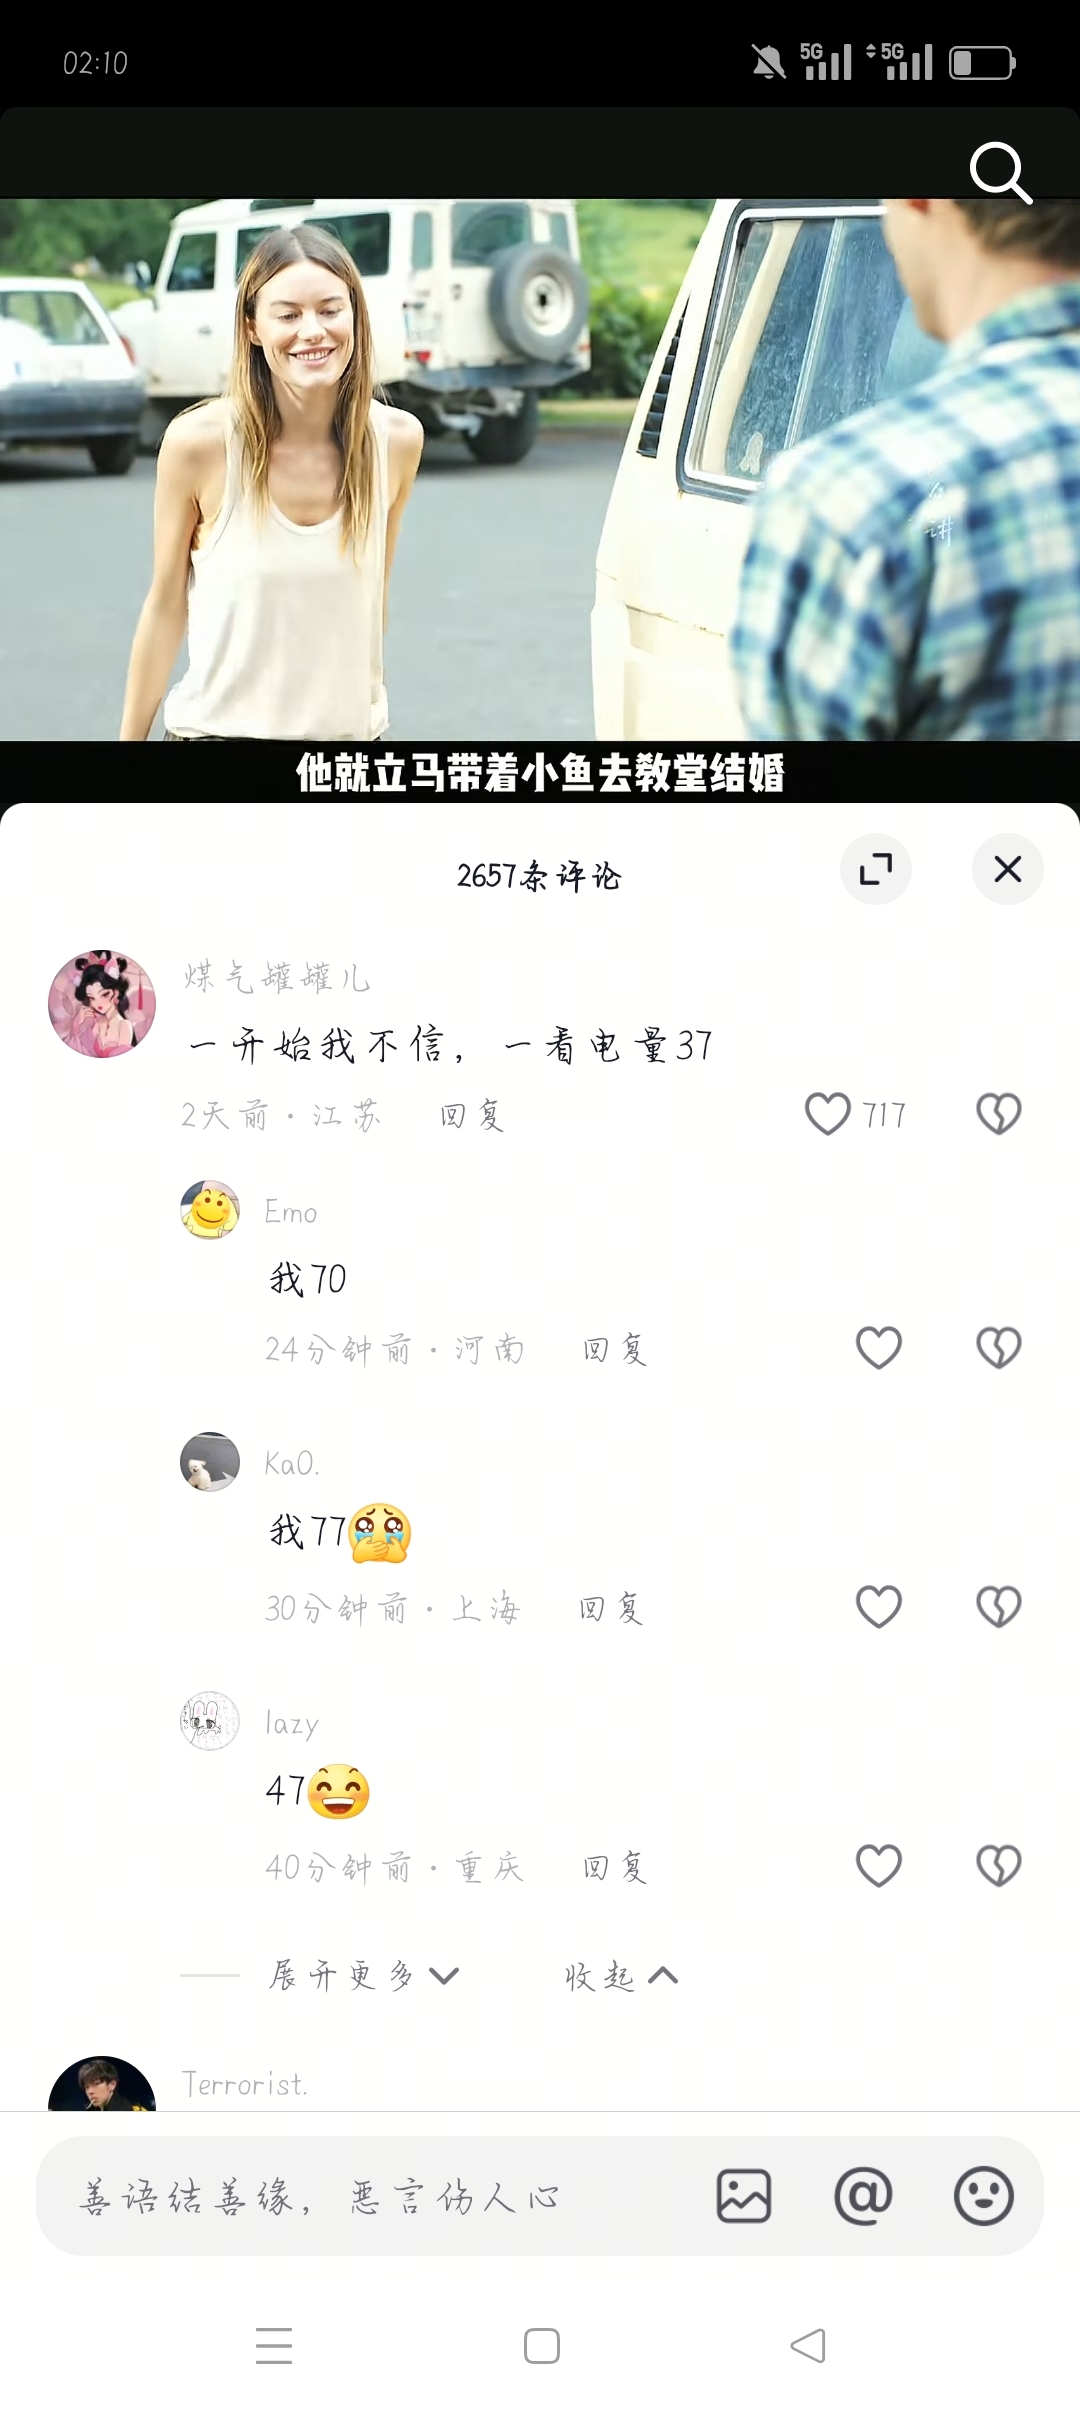 02:10
5G
5G
讲
他就立马带着小鱼去教堂结婚
2657条评论
煤气罐罐儿
一开始我不信，一看电量37
2天前·江苏 回复 717
Emo
我70
24分钟前·河南 回复
KaO.
我77
30分钟前·上海 回复
lazy
47
40分钟前·重庆 回复
展开更多 收起
Terrorist.
善语结善缘，恶言伤人心